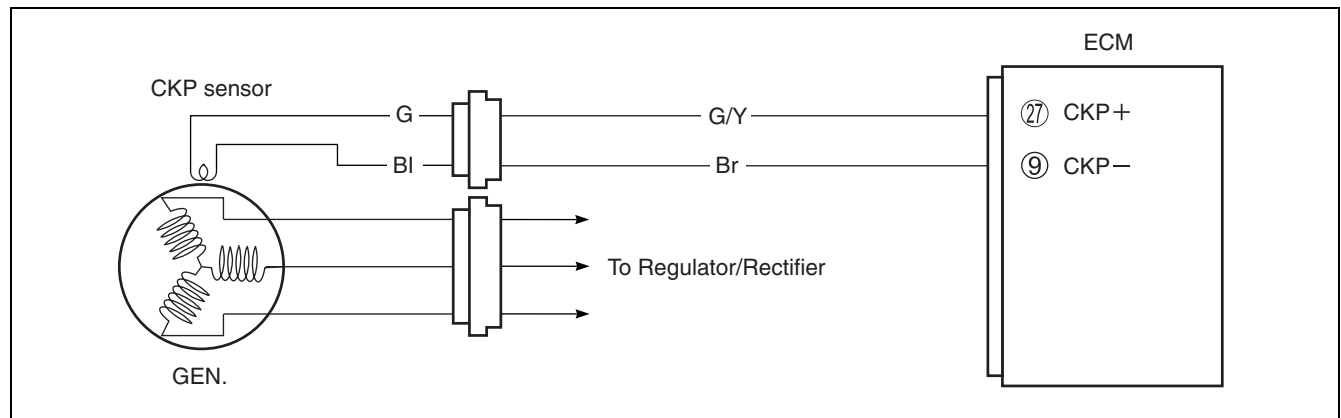 ECM
CKP sensor
G
G/Y
㉗ CKP+
Bl
Br
⑨ CKP−
To Regulator/Rectifier
GEN.